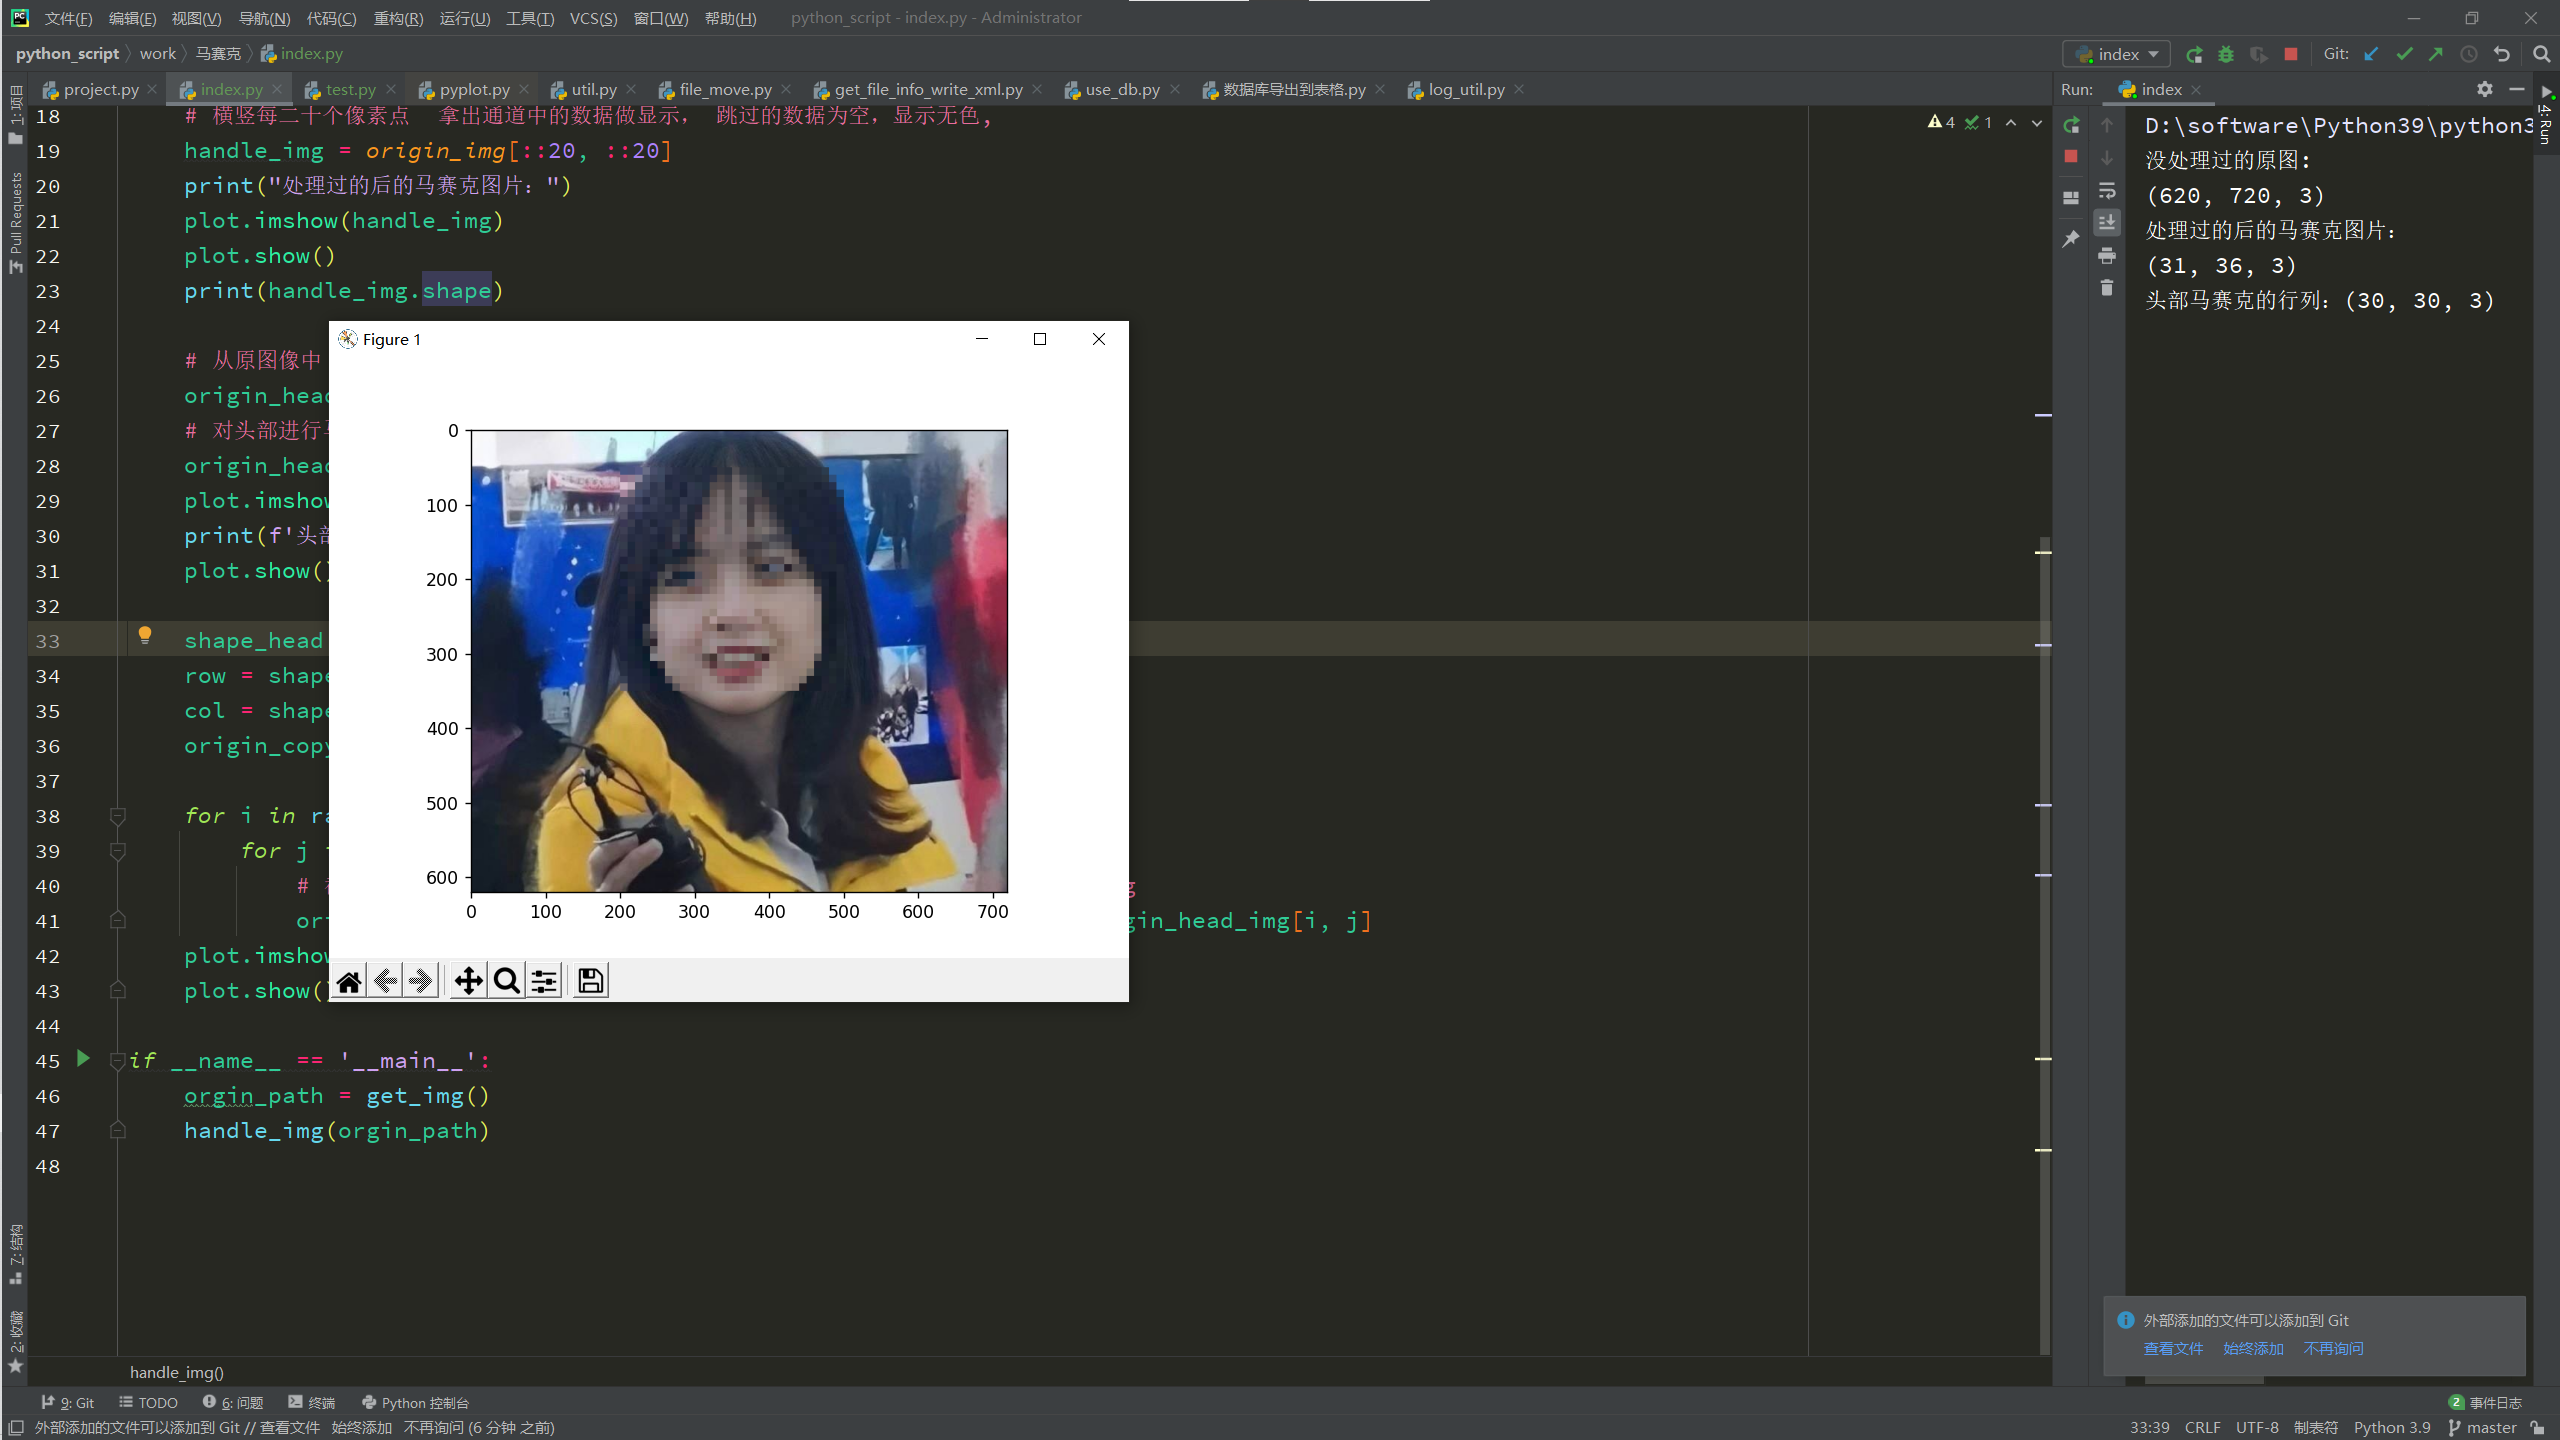 文件(F) 编辑(E) 视图(V) 导航(N) 代码(C) 重构(R) 运行(U) 工具(T) VCS(S) 窗口(W) 帮助(H) python_script - index.py - Administrator
python_script work 马赛克 index.py index Git:
project.py index.py test.py pyplot.py util.py file_move.py get_file_info_write_xml.py use_db.py 数据库导出到表格.py log_util.py
Run: index
1: 项目
Pull Requests
4: Run
4 1
18 # 横竖每二十个像素点 拿出通道中的数据做显示， 跳过的数据为空，显示无色，
19 handle_img = origin_img[::20, ::20]
20 print("处理过的后的马赛克图片：")
21 plot.imshow(handle_img)
22 plot.show()
23 print(handle_img.shape)
24
25 # 从原图像中
26 origin_head
27 # 对头部进行
28 origin_head
29 plot.imshow
30 print(f'头部
31 plot.show()
32
33 shape_head
34 row = shape
35 col = shape
36 origin_copy
37
38 for i in ra
39 for j
40 #
41 ori gin_head_img[i, j]
42 plot.imshow
43 plot.show()
44
45 if __name__ == '__main__':
46 orgin_path = get_img()
47 handle_img(orgin_path)
48
Figure 1
0
100
200
300
400
500
600
0 100 200 300 400 500 600 700
D:\software\Python39\python3
没处理过的原图：
(620, 720, 3)
处理过的后的马赛克图片：
(31, 36, 3)
头部马赛克的行列：(30, 30, 3)
外部添加的文件可以添加到 Git
查看文件 始终添加 不再询问
Z: 结构
2: 收藏
handle_img()
9: Git TODO 6: 问题 终端 Python 控制台 2 事件日志
外部添加的文件可以添加到 Git // 查看文件 始终添加 不再询问 (6 分钟 之前) 33:39 CRLF UTF-8 制表符 Python 3.9 master